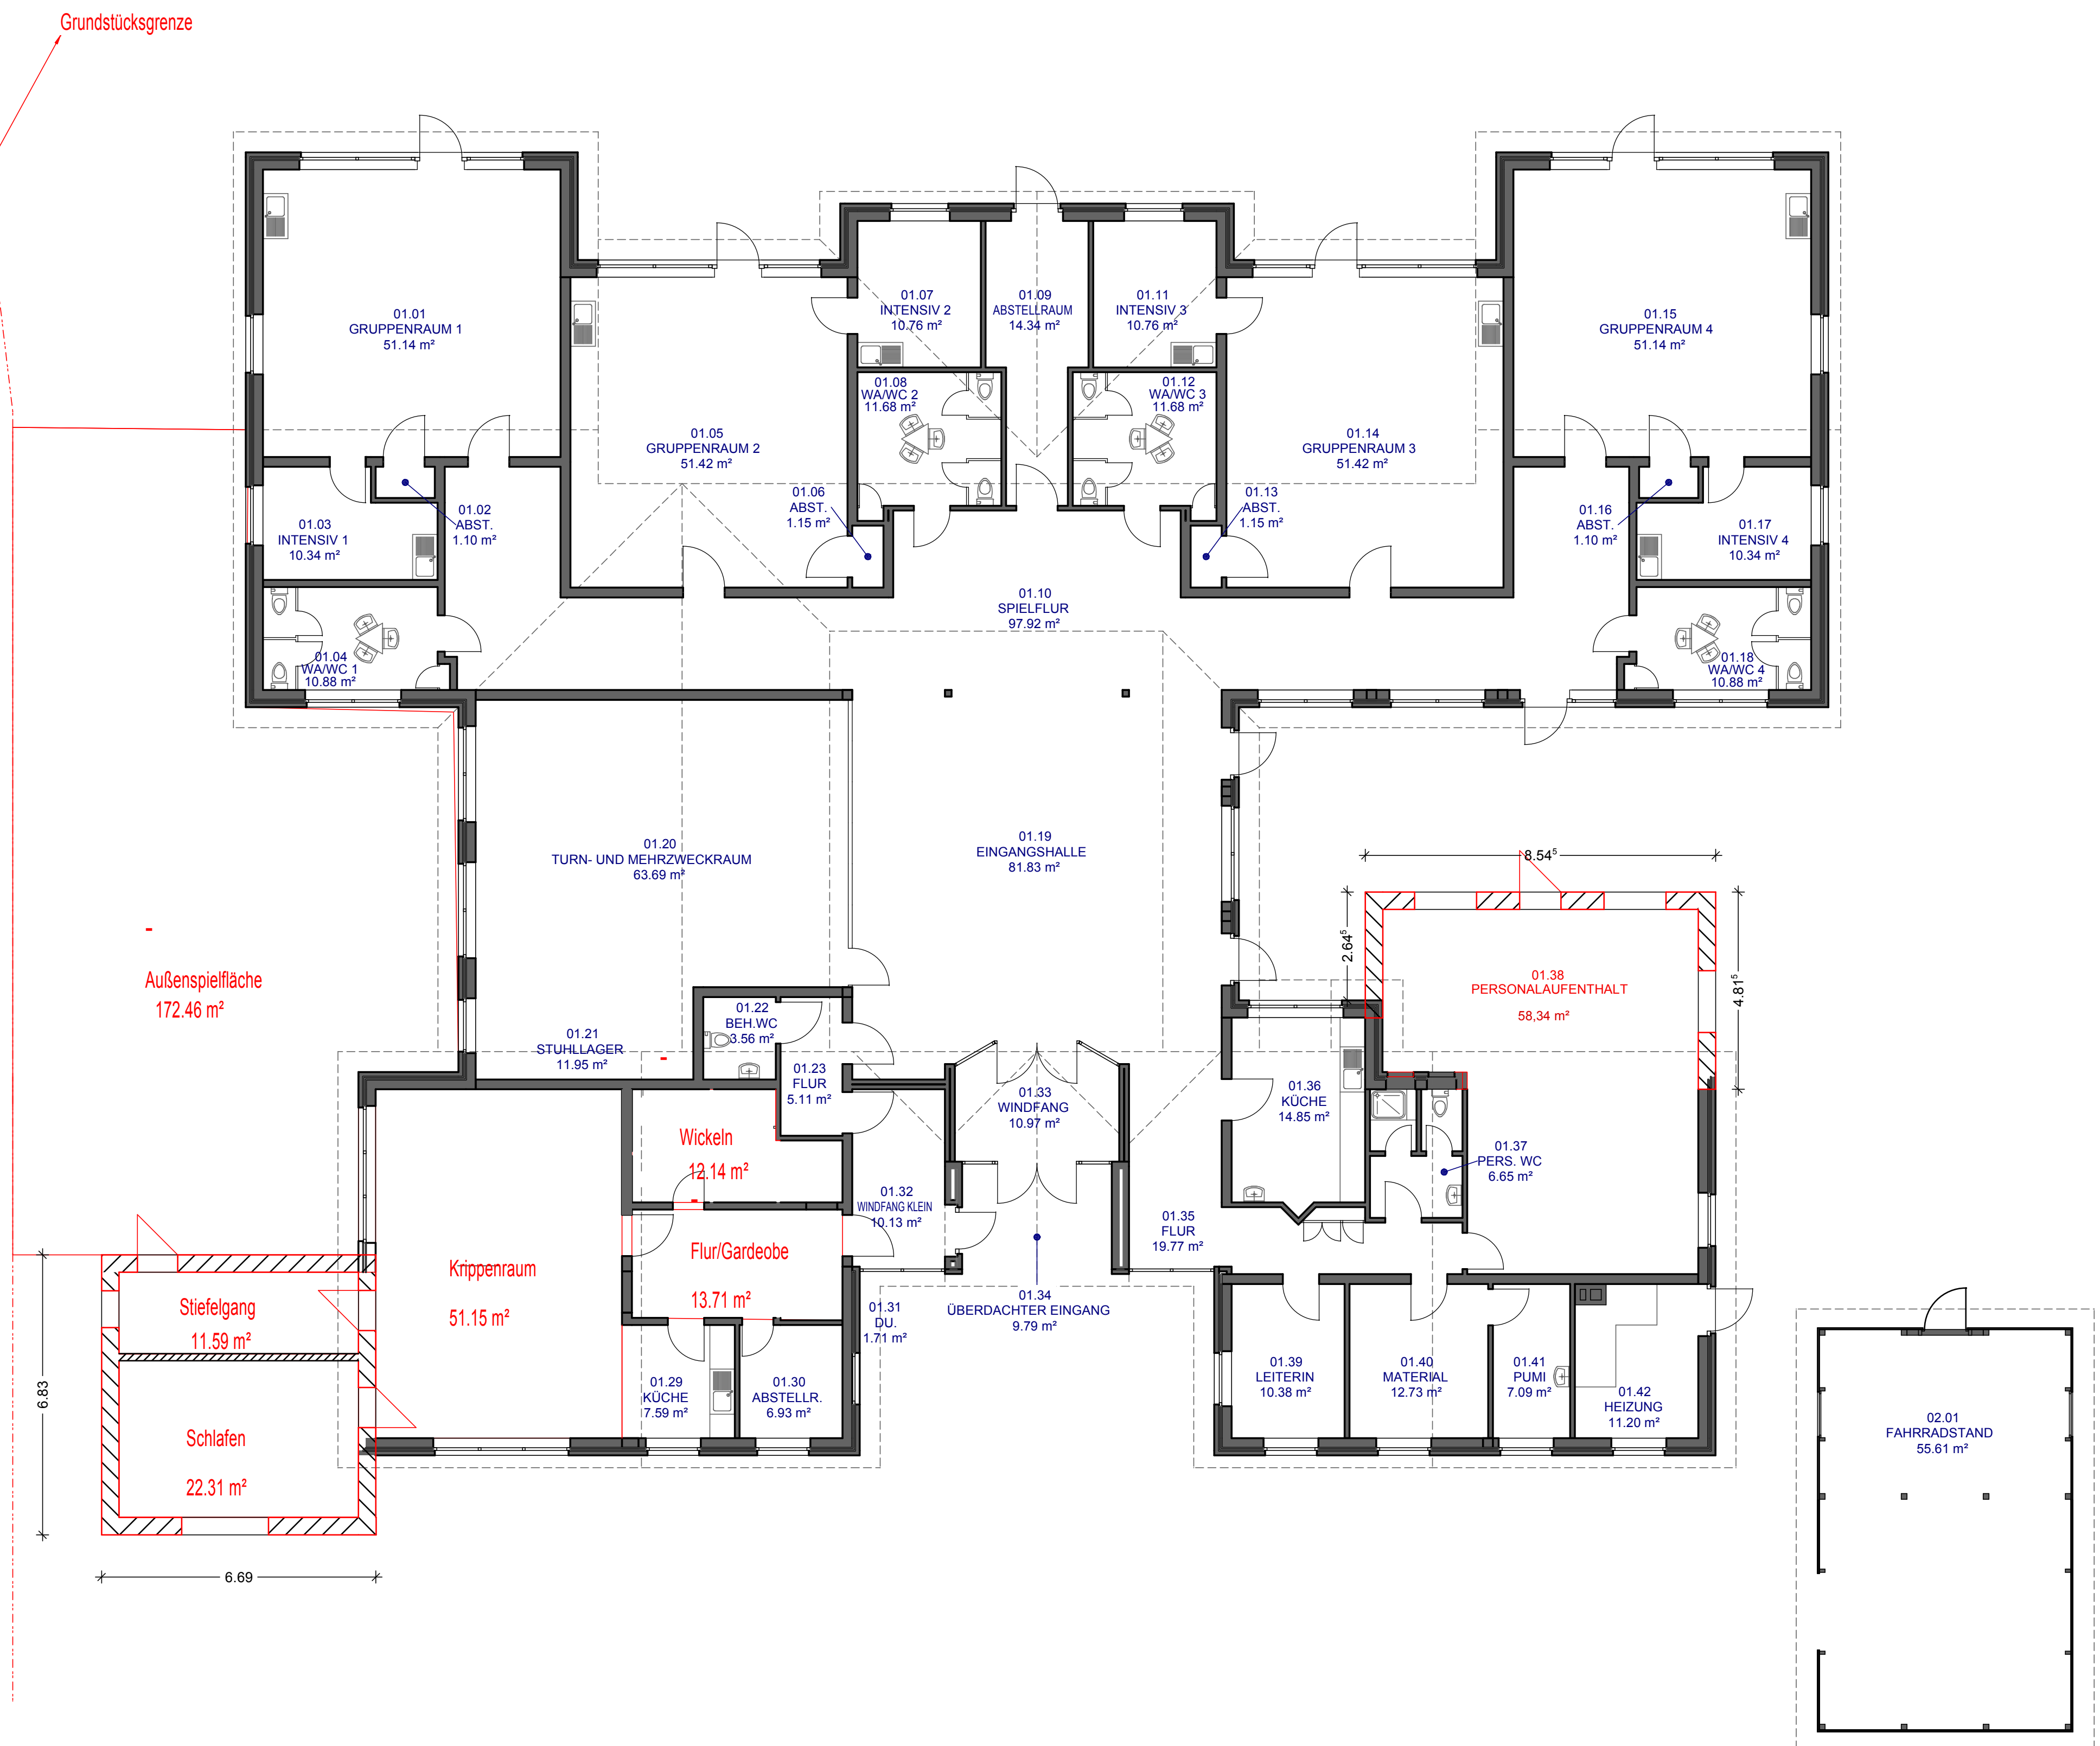 Grundstücksgrenze
01.01
GRUPPENRAUM 1
51.14 m²
01.02
ABST.
1.10 m²
01.03
INTENSIV 1
10.34 m²
01.04
WA/WC 1
10.88 m²
01.05
GRUPPENRAUM 2
51.42 m²
01.06
ABST.
1.15 m²
01.07
INTENSIV 2
10.76 m²
01.08
WA/WC 2
11.68 m²
01.09
ABSTELLRAUM
14.34 m²
01.10
SPIELFLUR
97.92 m²
01.11
INTENSIV 3
10.76 m²
01.12
WA/WC 3
11.68 m²
01.13
ABST.
1.15 m²
01.14
GRUPPENRAUM 3
51.42 m²
01.15
GRUPPENRAUM 4
51.14 m²
01.16
ABST.
1.10 m²
01.17
INTENSIV 4
10.34 m²
01.18
WA/WC 4
10.88 m²
01.19
EINGANGSHALLE
81.83 m²
01.20
TURN- UND MEHRZWECKRAUM
63.69 m²
01.21
STUHLLAGER
11.95 m²
01.22
BEH.WC
3.56 m²
01.23
FLUR
5.11 m²
Außenspielfläche
172.46 m²
8.54⁵
2.64⁵
4.81⁵
01.38
PERSONALAUFENTHALT
58,34 m²
01.33
WINDFANG
10.97 m²
01.36
KÜCHE
14.85 m²
01.37
PERS. WC
6.65 m²
Wickeln
12.14 m²
01.32
WINDFANG KLEIN
10.13 m²
01.35
FLUR
19.77 m²
Flur/Gardeobe
13.71 m²
Krippenraum
51.15 m²
Stiefelgang
11.59 m²
Schlafen
22.31 m²
6.83
6.69
01.29
KÜCHE
7.59 m²
01.30
ABSTELLR.
6.93 m²
01.31
DU.
1.71 m²
01.34
ÜBERDACHTER EINGANG
9.79 m²
01.39
LEITERIN
10.38 m²
01.40
MATERIAL
12.73 m²
01.41
PUMI
7.09 m²
01.42
HEIZUNG
11.20 m²
02.01
FAHRRADSTAND
55.61 m²